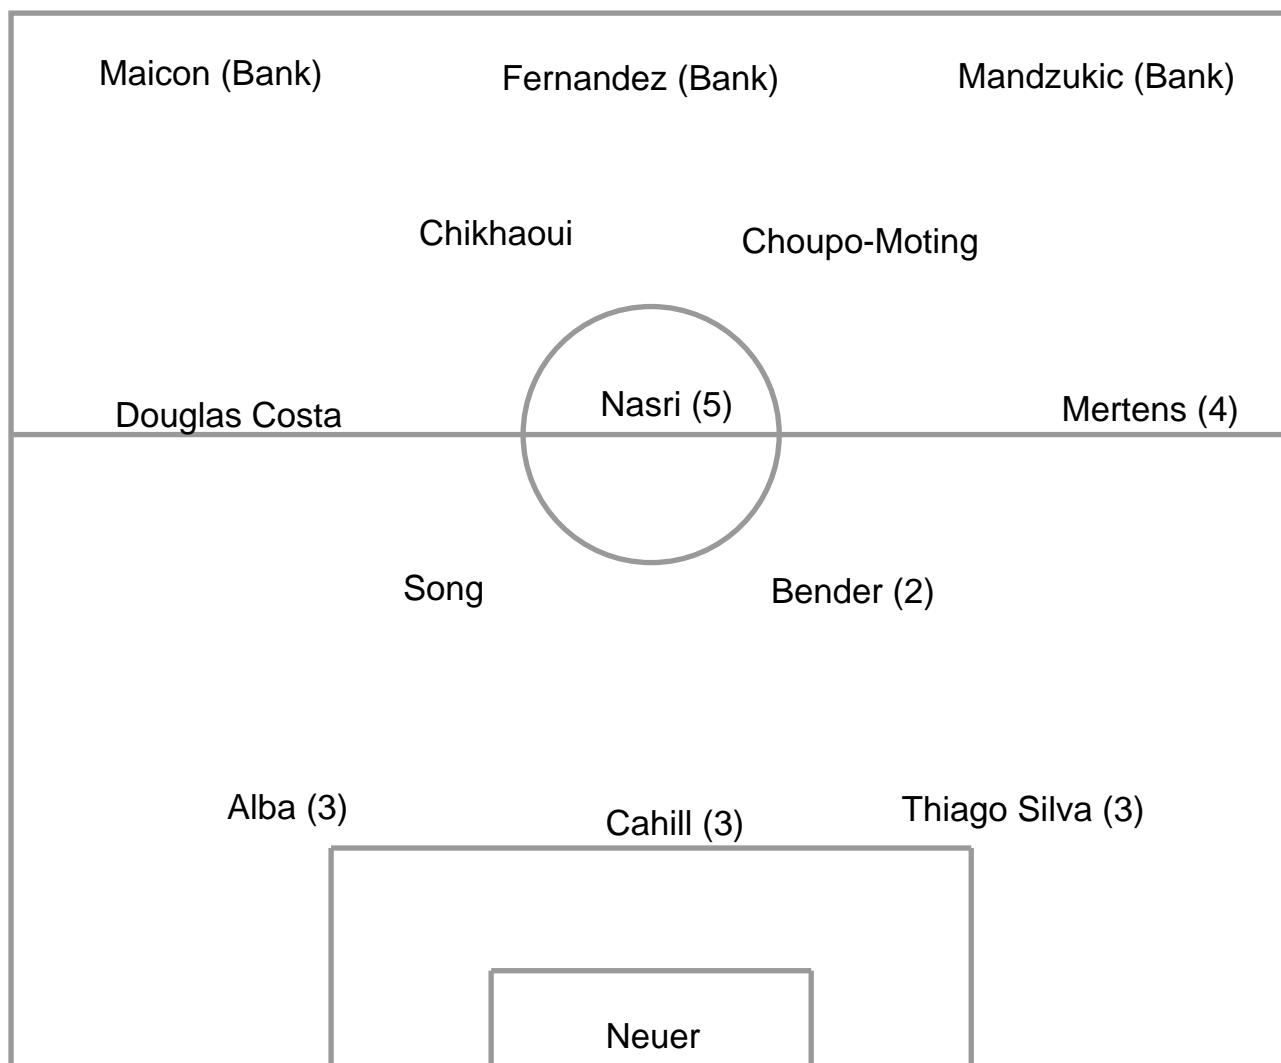 Maicon (Bank)
Fernandez (Bank)
Mandzukic (Bank)
Chikhaoui
Choupo-Moting
Douglas Costa
Nasri (5)
Mertens (4)
Song
Bender (2)
Alba (3)
Cahill (3)
Thiago Silva (3)
Neuer